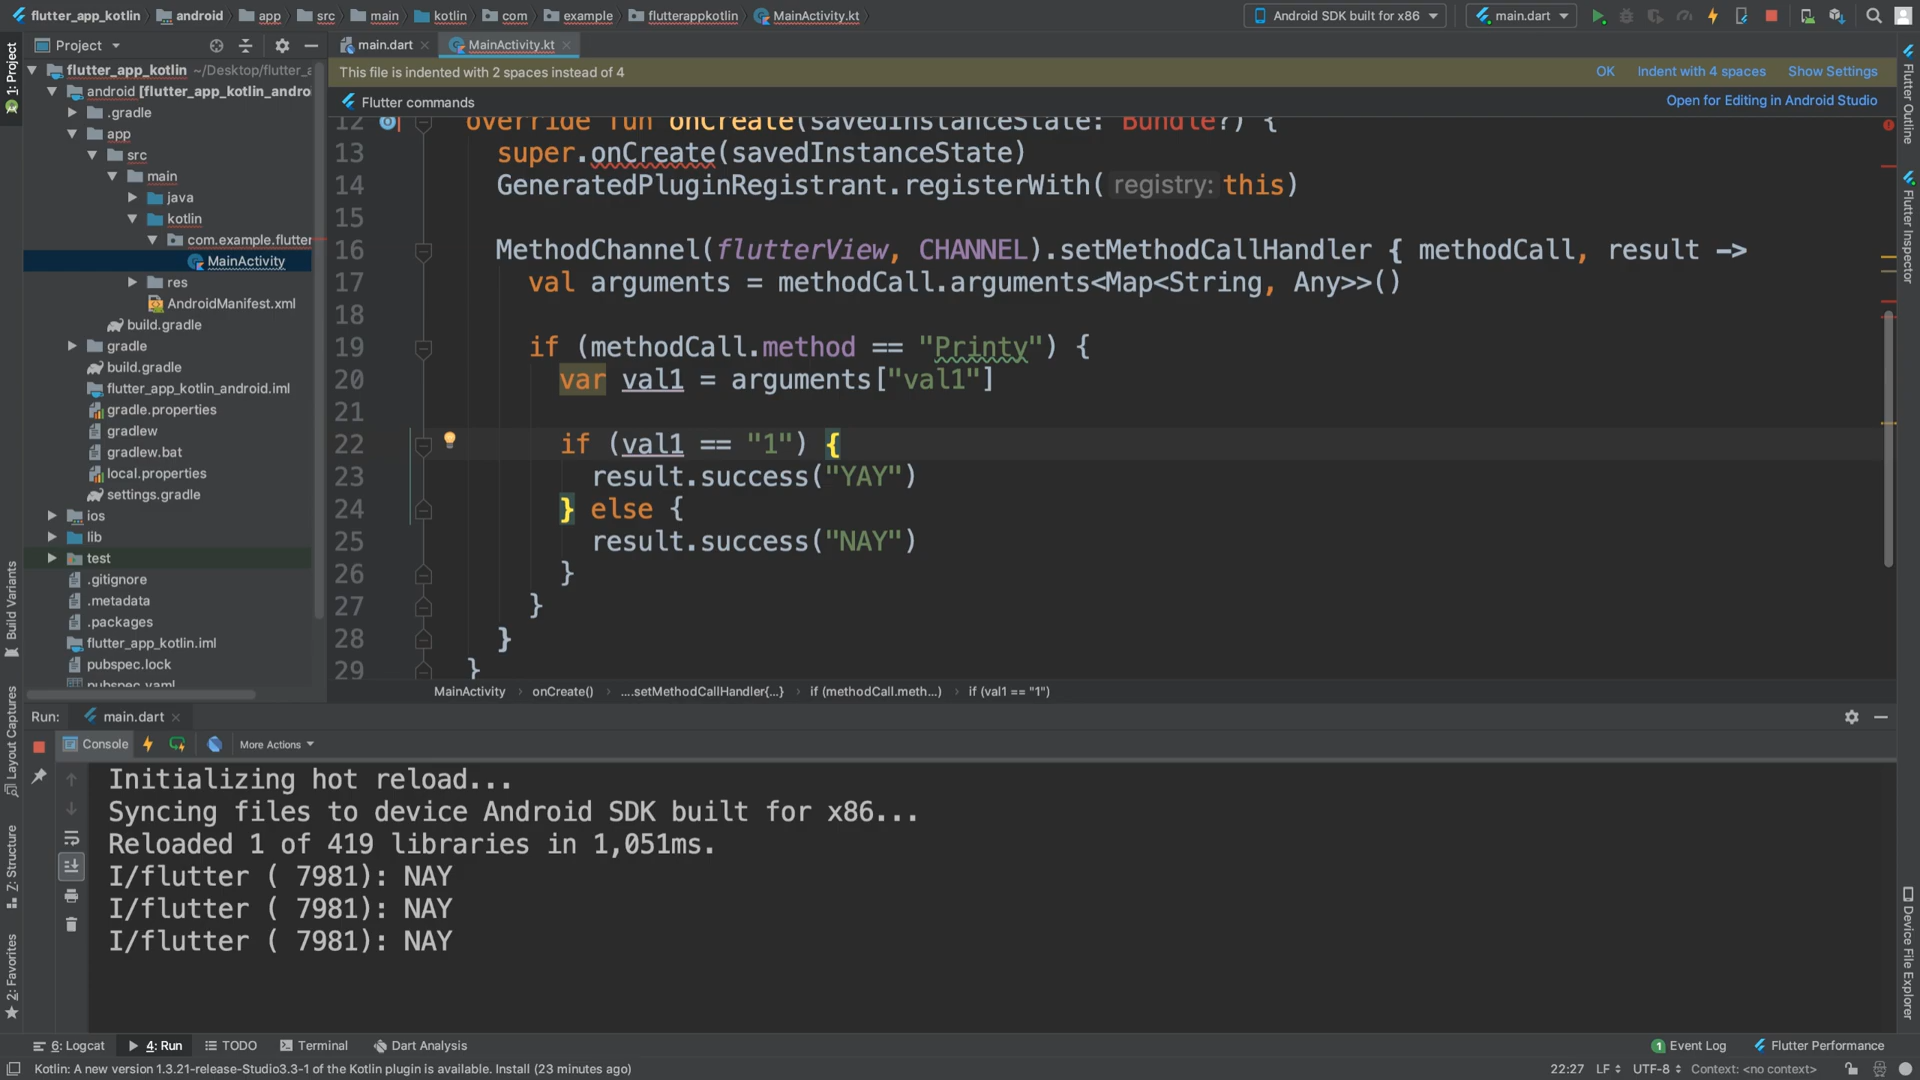 flutter_app_kotlin android app src main kotlin com example flutterappkotlin MainActivity.kt
Android SDK built for x86 main.dart
Project
main.dart MainActivity.kt
This file is indented with 2 spaces instead of 4 OK Indent with 4 spaces Show Settings
Flutter commands Open for Editing in Android Studio
1: Project
Build Variants
Layout Captures
Z: Structure
2: Favorites
flutter_app_kotlin ~/Desktop/flutter_a
android [flutter_app_kotlin_andro
.gradle
app
src
main
java
kotlin
com.example.flutter
MainActivity
res
AndroidManifest.xml
build.gradle
gradle
build.gradle
flutter_app_kotlin_android.iml
gradle.properties
gradlew
gradlew.bat
local.properties
settings.gradle
ios
lib
test
.gitignore
.metadata
.packages
flutter_app_kotlin.iml
pubspec.lock
pubspec.yaml
12 override fun onCreate(savedInstanceState: Bundle?) {
13 super.onCreate(savedInstanceState)
14 GeneratedPluginRegistrant.registerWith( registry: this)
15
16 MethodChannel(flutterView, CHANNEL).setMethodCallHandler { methodCall, result ->
17 val arguments = methodCall.arguments<Map<String, Any>>()
18
19 if (methodCall.method == "Printy") {
20 var val1 = arguments["val1"]
21
22 if (val1 == "1") {
23 result.success("YAY")
24 } else {
25 result.success("NAY")
26 }
27 }
28 }
29 }
MainActivity onCreate() ....setMethodCallHandler{...} if (methodCall.meth...) if (val1 == "1")
Flutter Outline
Flutter Inspector
Device File Explorer
Run: main.dart
Console More Actions
Initializing hot reload...
Syncing files to device Android SDK built for x86...
Reloaded 1 of 419 libraries in 1,051ms.
I/flutter ( 7981): NAY
I/flutter ( 7981): NAY
I/flutter ( 7981): NAY
6: Logcat 4: Run TODO Terminal Dart Analysis 1 Event Log Flutter Performance
Kotlin: A new version 1.3.21-release-Studio3.3-1 of the Kotlin plugin is available. Install (23 minutes ago) 22:27 LF UTF-8 Context: <no context>